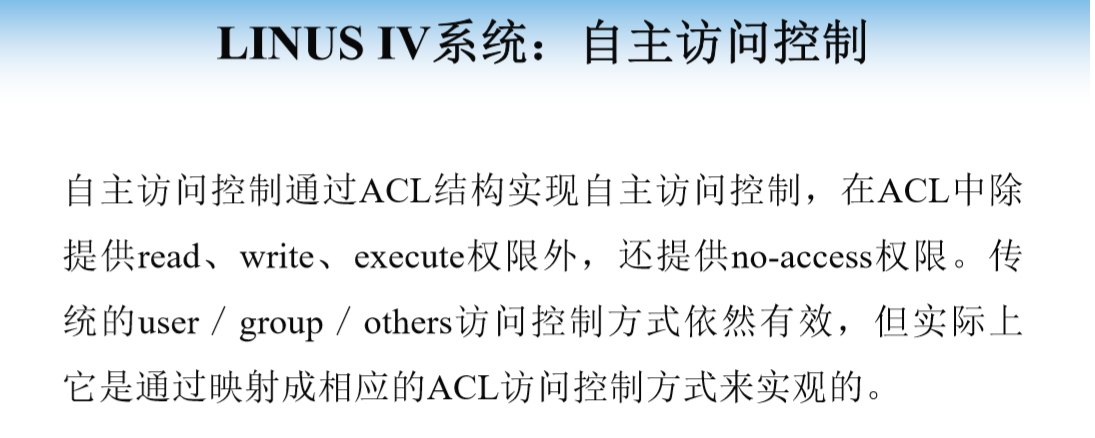 LINUS IV系统：自主访问控制
自主访问控制通过ACL结构实现自主访问控制，在ACL中除
提供read、write、execute权限外，还提供no-access权限。传
统的user / group / others访问控制方式依然有效，但实际上
它是通过映射成相应的ACL访问控制方式来实观的。